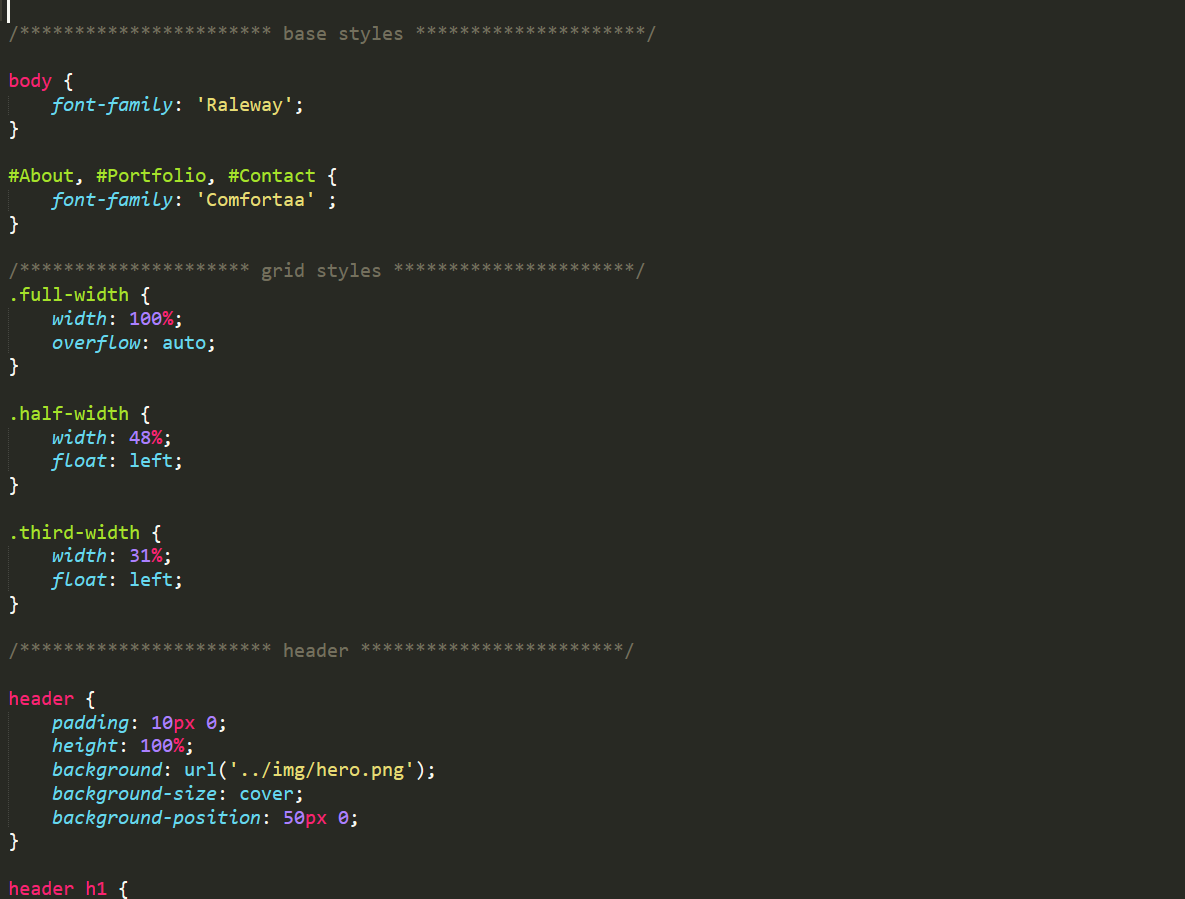 /*********************** base styles *********************/
body {
    font-family: 'Raleway';
}
#About, #Portfolio, #Contact {
    font-family: 'Comfortaa' ;
}
/********************* grid styles **********************/
.full-width {
    width: 100%;
    overflow: auto;
}
.half-width {
    width: 48%;
    float: left;
}
.third-width {
    width: 31%;
    float: left;
}
/*********************** header ************************/
header {
    padding: 10px 0;
    height: 100%;
    background: url('../img/hero.png');
    background-size: cover;
    background-position: 50px 0;
}
header h1 {